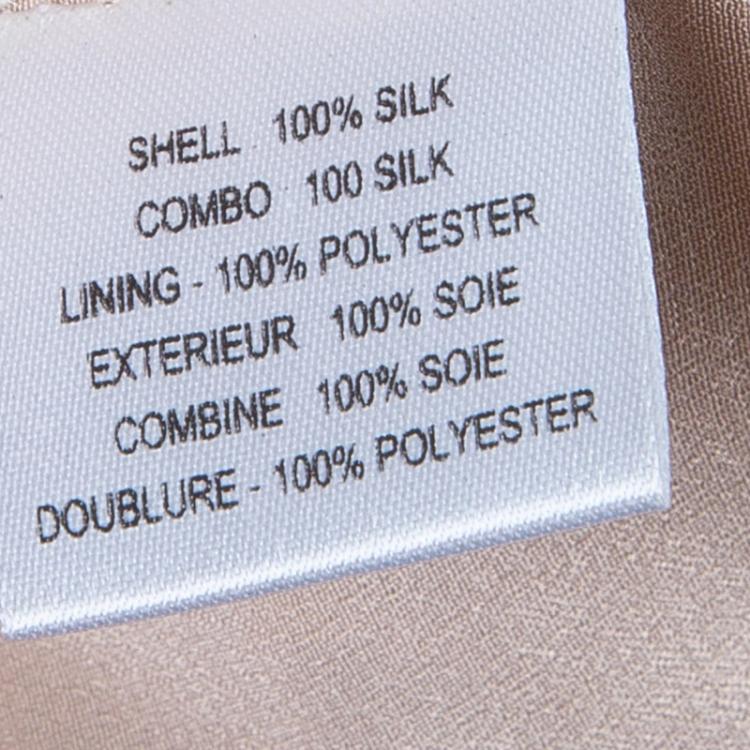 SHELL 100% SILK
COMBO 100 SILK
LINING - 100% POLYESTER
EXTERIEUR 100% SOIE
COMBINE 100% SOIE
DOUBLURE - 100% POLYESTER